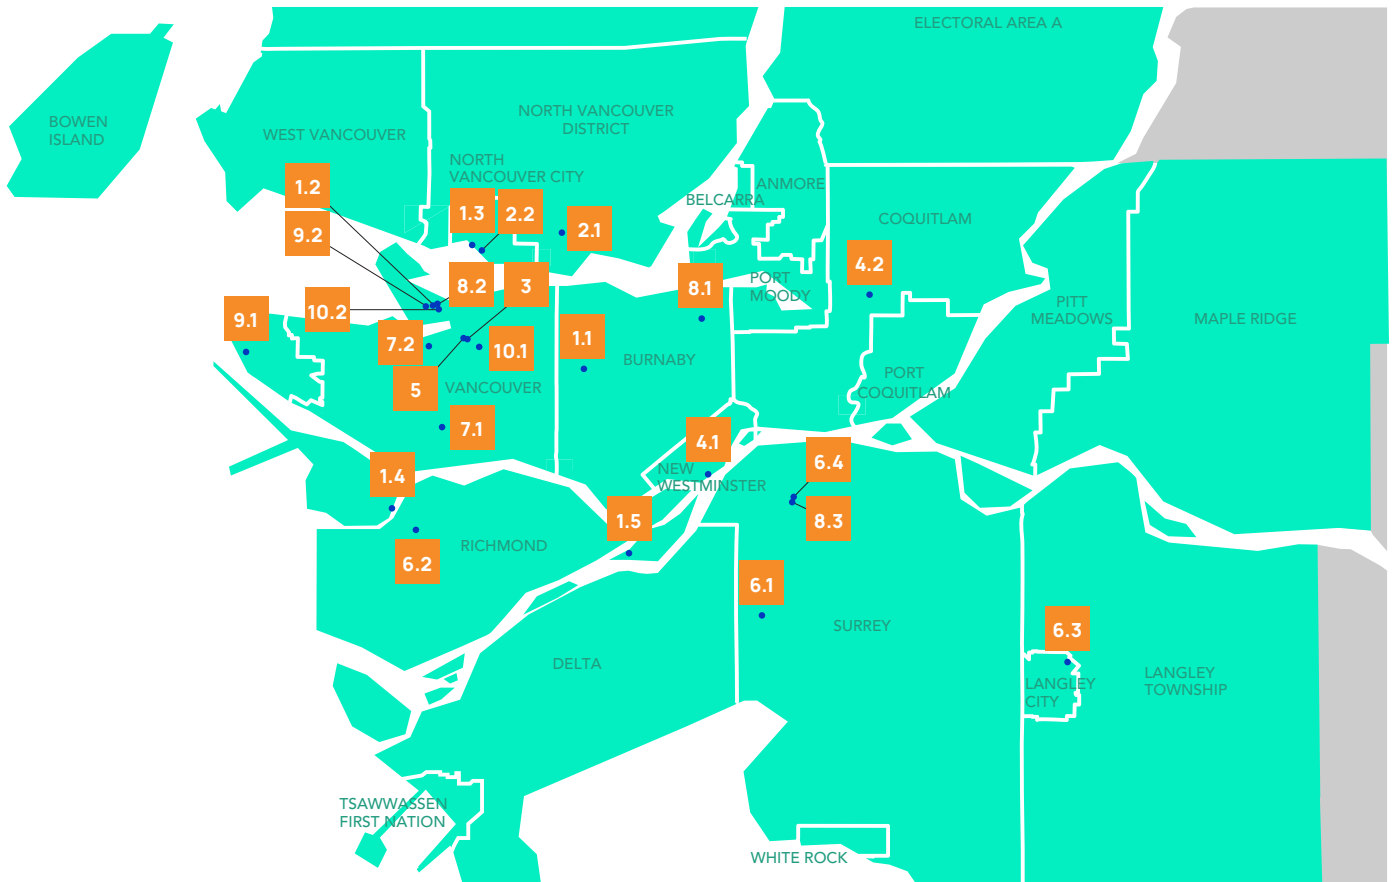 ELECTORAL AREA A
BOWEN
ISLAND
WEST VANCOUVER
NORTH VANCOUVER
DISTRICT
NORTH
VANCOUVER CITY
ANMORE
BELCARRA
COQUITLAM
1.2
1.3
2.2
2.1
9.2
4.2
8.2
3
8.1
PORT
MOODY
10.2
9.1
PITT
MEADOWS
MAPLE RIDGE
7.2
10.1
1.1
BURNABY
5
VANCOUVER
PORT
COQUITLAM
7.1
4.1
6.4
1.4
NEW
WESTMINSTER
1.5
8.3
RICHMOND
6.2
6.1
SURREY
6.3
DELTA
LANGLEY
CITY
LANGLEY
TOWNSHIP
TSAWWASSEN
FIRST NATION
WHITE ROCK